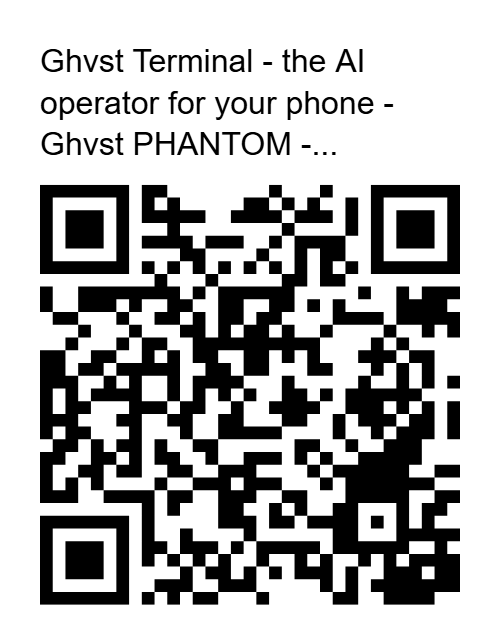 Ghvst Terminal - the AI
operator for your phone -
Ghvst PHANTOM -...